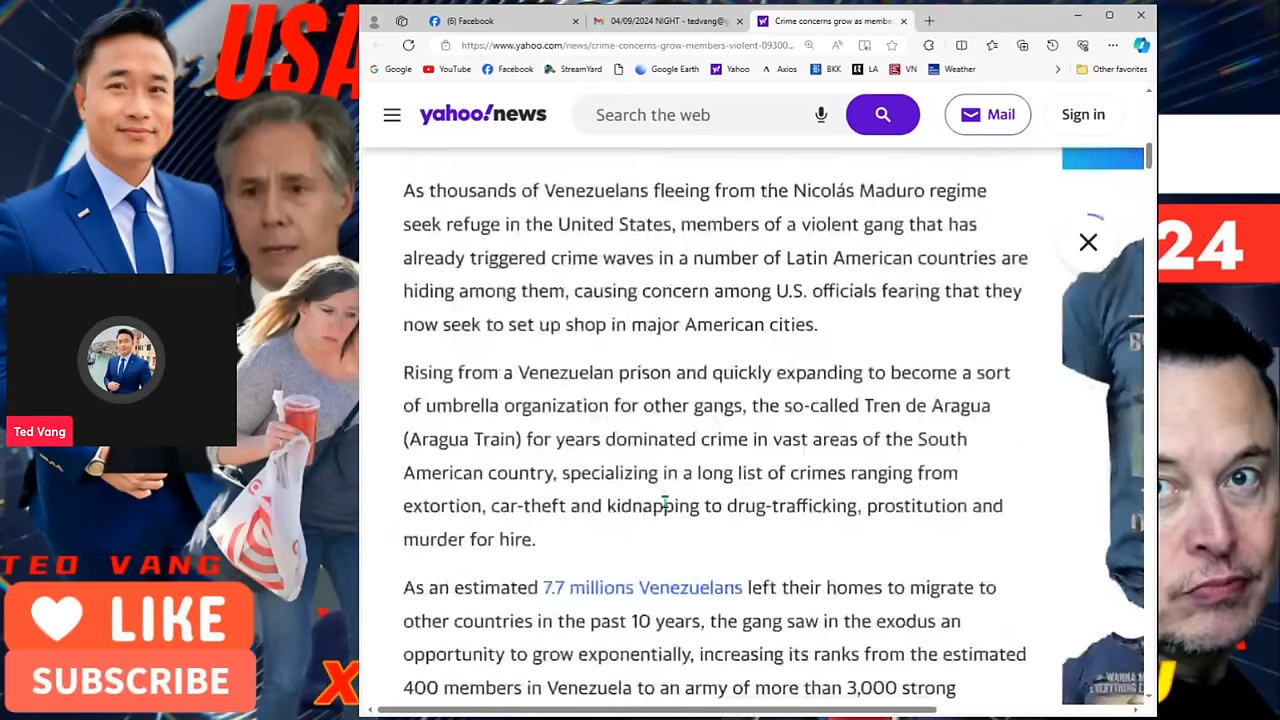 USA
(6) Facebook
04/09/2024 NIGHT - tedvang@
Crime concerns grow as membe
https://www.yahoo.com/news/crime-concerns-grow-members-violent-09300...
Google YouTube Facebook StreamYard Google Earth Yahoo Axios BKK LA VN Weather Other favorites
yahoo!news
Search the web
Mail
Sign in
As thousands of Venezuelans fleeing from the Nicolás Maduro regime
seek refuge in the United States, members of a violent gang that has
already triggered crime waves in a number of Latin American countries are
hiding among them, causing concern among U.S. officials fearing that they
now seek to set up shop in major American cities.
Rising from a Venezuelan prison and quickly expanding to become a sort
of umbrella organization for other gangs, the so-called Tren de Aragua
(Aragua Train) for years dominated crime in vast areas of the South
American country, specializing in a long list of crimes ranging from
extortion, car-theft and kidnapping to drug-trafficking, prostitution and
murder for hire.
As an estimated 7.7 millions Venezuelans left their homes to migrate to
other countries in the past 10 years, the gang saw in the exodus an
opportunity to grow exponentially, increasing its ranks from the estimated
400 members in Venezuela to an army of more than 3,000 strong
24
Ted Vang
TED VANG
LIKE
SUBSCRIBE
X